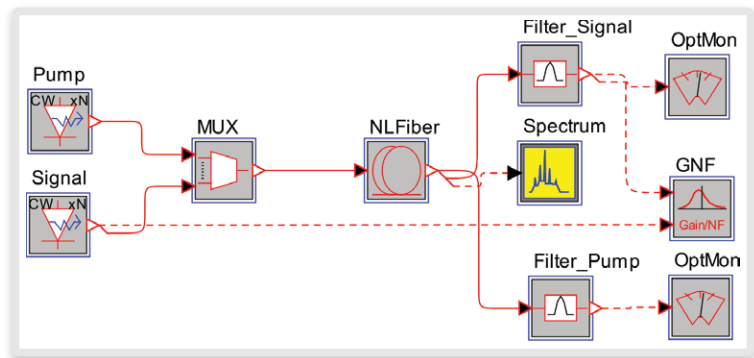 Filter_Signal
OptMon
Pump
CW xN
MUX
NLFiber
Spectrum
GNF
Signal
CW xN
Gain/NF
Filter_Pump
OptMon